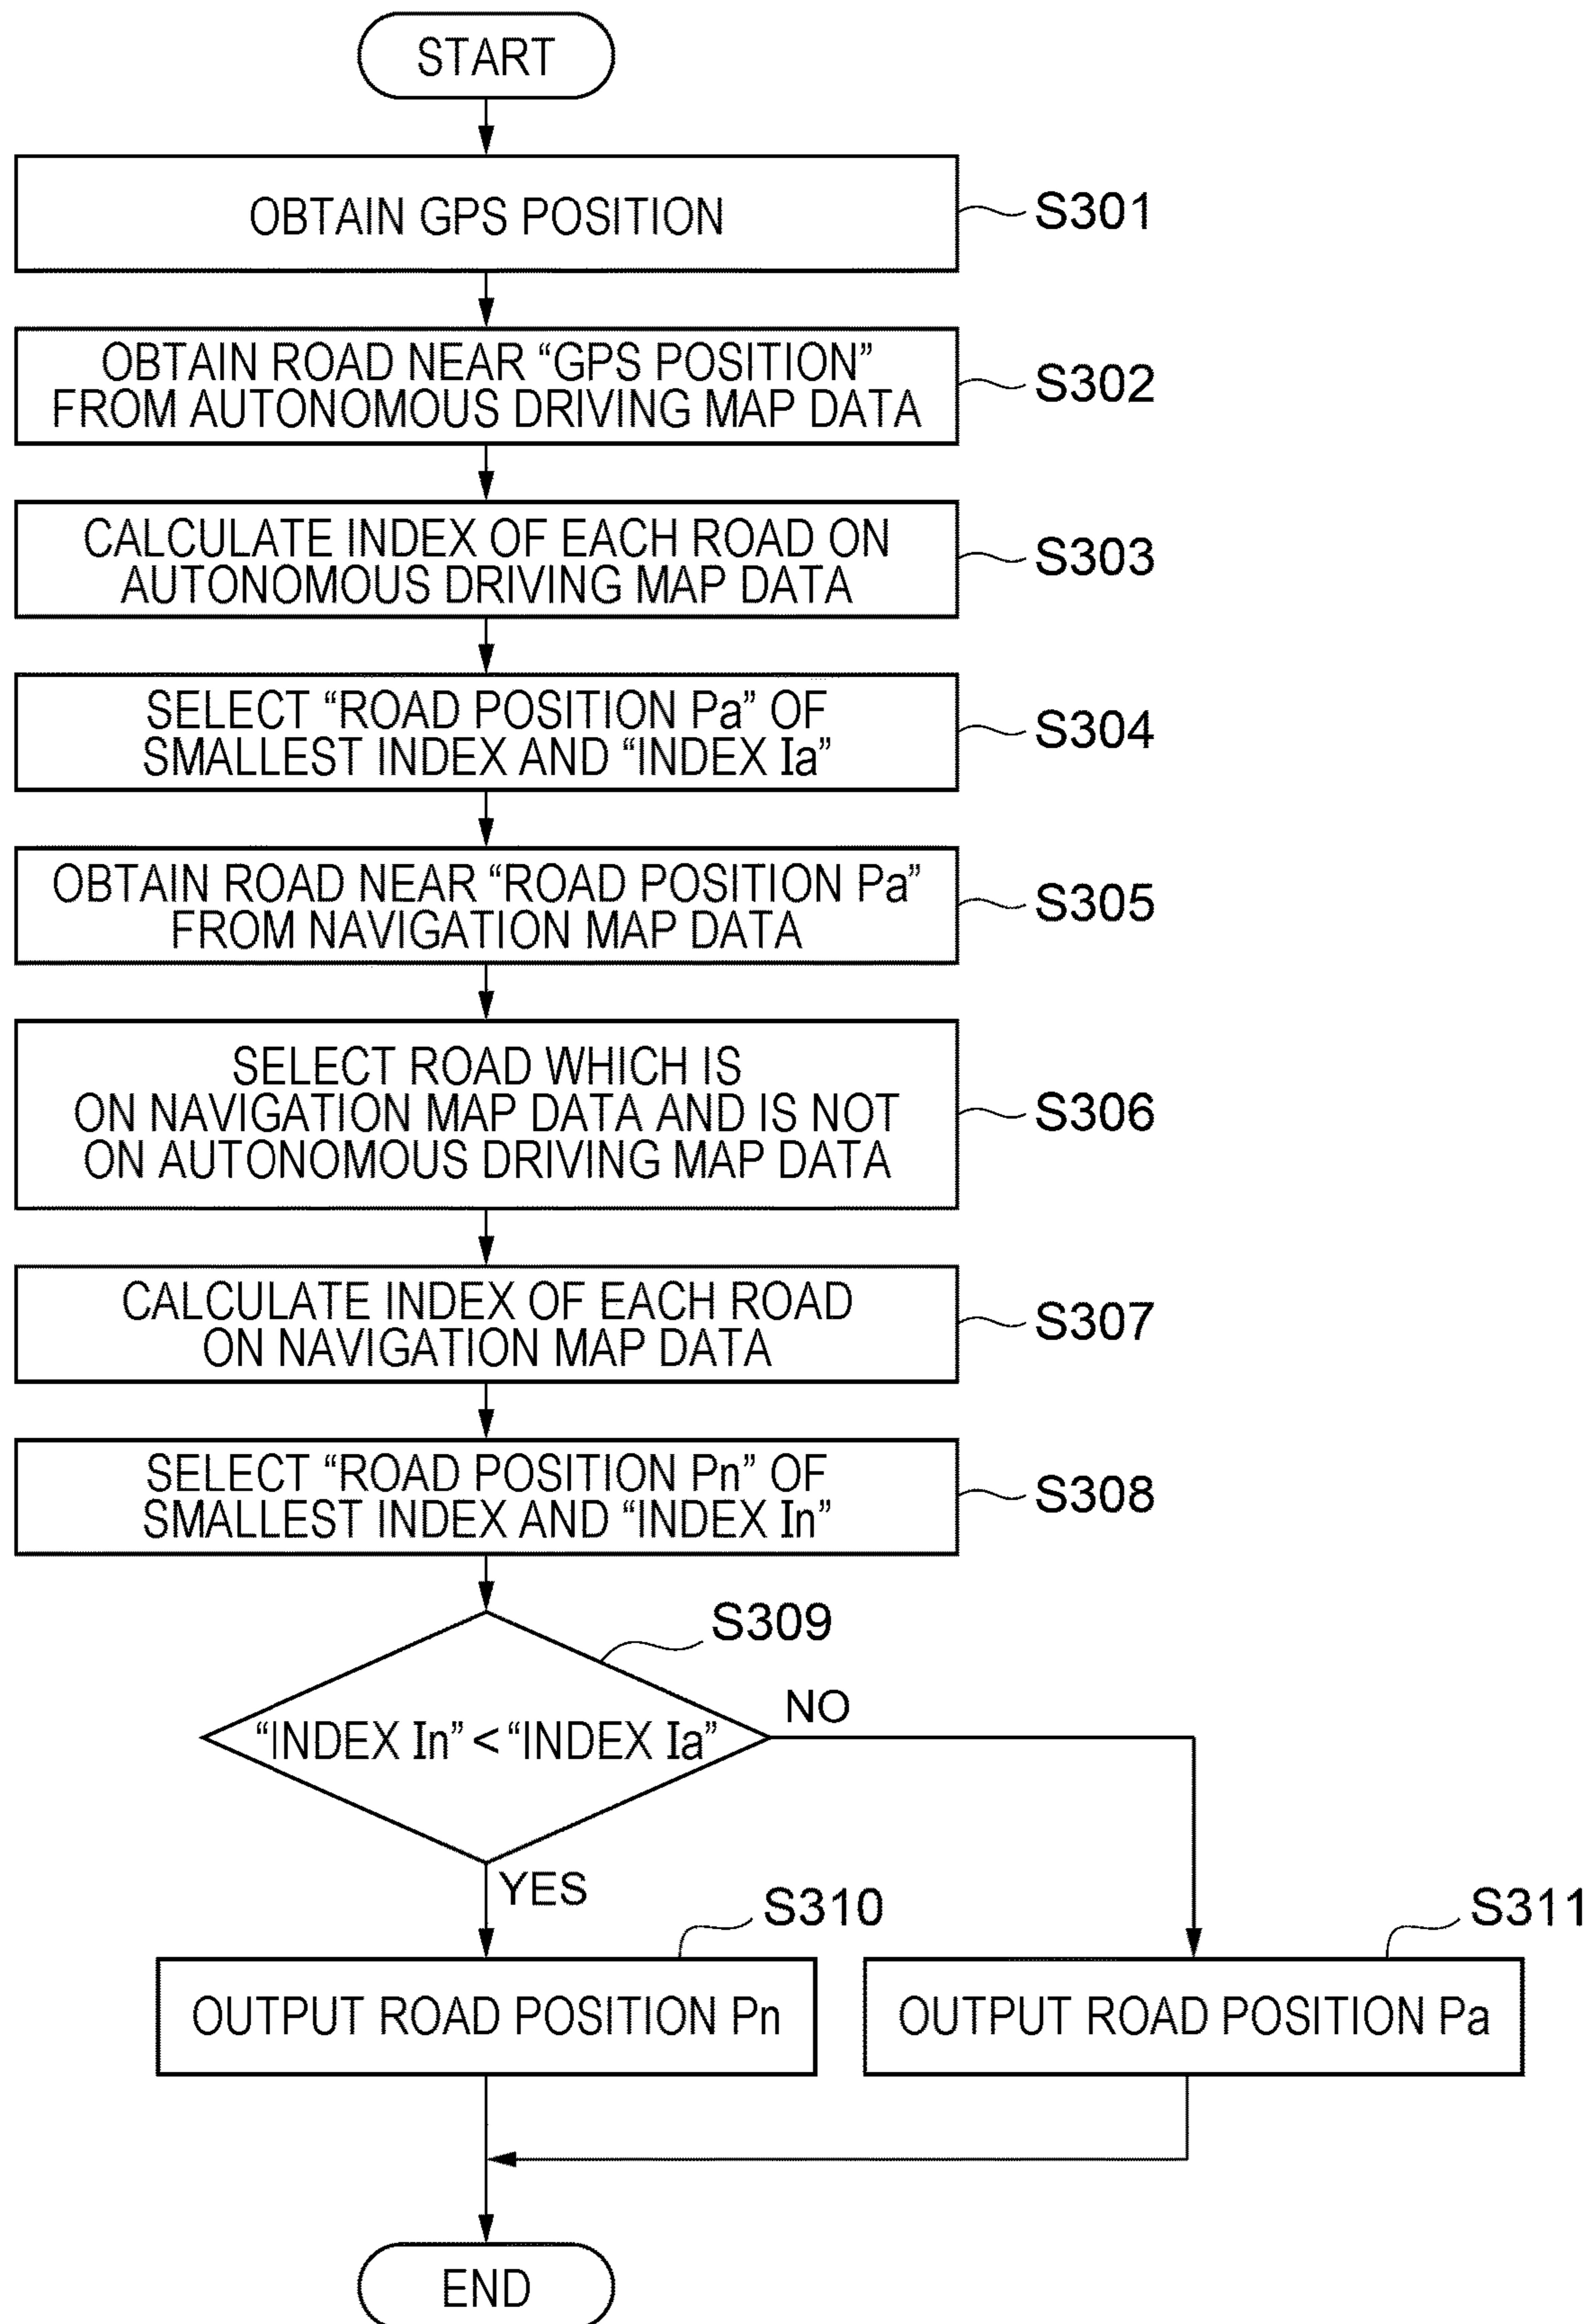 START
OBTAIN GPS POSITION
S301
OBTAIN ROAD NEAR “GPS POSITION”
FROM AUTONOMOUS DRIVING MAP DATA
S302
CALCULATE INDEX OF EACH ROAD ON
AUTONOMOUS DRIVING MAP DATA
S303
SELECT “ROAD POSITION Pa” OF
SMALLEST INDEX AND “INDEX Ia”
S304
OBTAIN ROAD NEAR “ROAD POSITION Pa”
FROM NAVIGATION MAP DATA
S305
SELECT ROAD WHICH IS
ON NAVIGATION MAP DATA AND IS NOT
ON AUTONOMOUS DRIVING MAP DATA
S306
CALCULATE INDEX OF EACH ROAD
ON NAVIGATION MAP DATA
S307
SELECT “ROAD POSITION Pn” OF
SMALLEST INDEX AND “INDEX In”
S308
S309
“INDEX In” < “INDEX Ia”
NO
YES
S310
OUTPUT ROAD POSITION Pn
S311
OUTPUT ROAD POSITION Pa
END